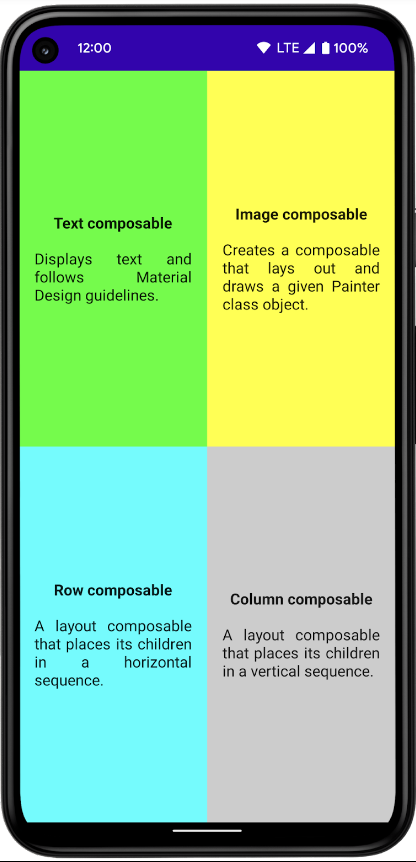 12:00 LTE 100%
Text composable
Displays text and
follows Material
Design guidelines.
Image composable
Creates a composable
that lays out and
draws a given Painter
class object.
Row composable
A layout composable
that places its children
in a horizontal
sequence.
Column composable
A layout composable
that places its children
in a vertical sequence.